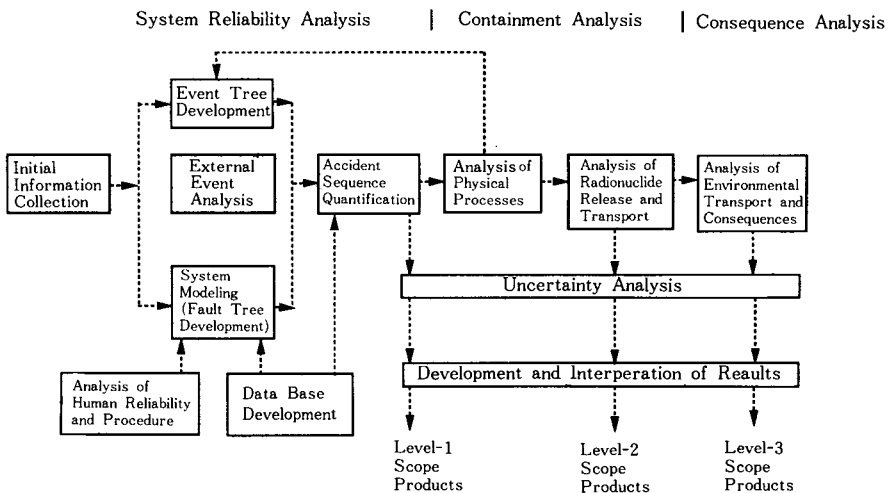 System Reliability Analysis | Containment Analysis | Consequence Analysis
Event Tree
Development
Initial
Information
Collection
External
Event
Analysis
Accident
Sequence
Quantification
Analysis of
Physical
Processes
Analysis of
Radionuclide
Release and
Transport
Analysis of
Environmental
Transport and
Consequences
System
Modeling
(Fault Tree
Development)
Uncertainty Analysis
Analysis of
Human Reliability
and Procedure
Data Base
Development
Development and Interperation of Reaults
Level-1
Scope
Products
Level-2
Scope
Products
Level-3
Scope
Products